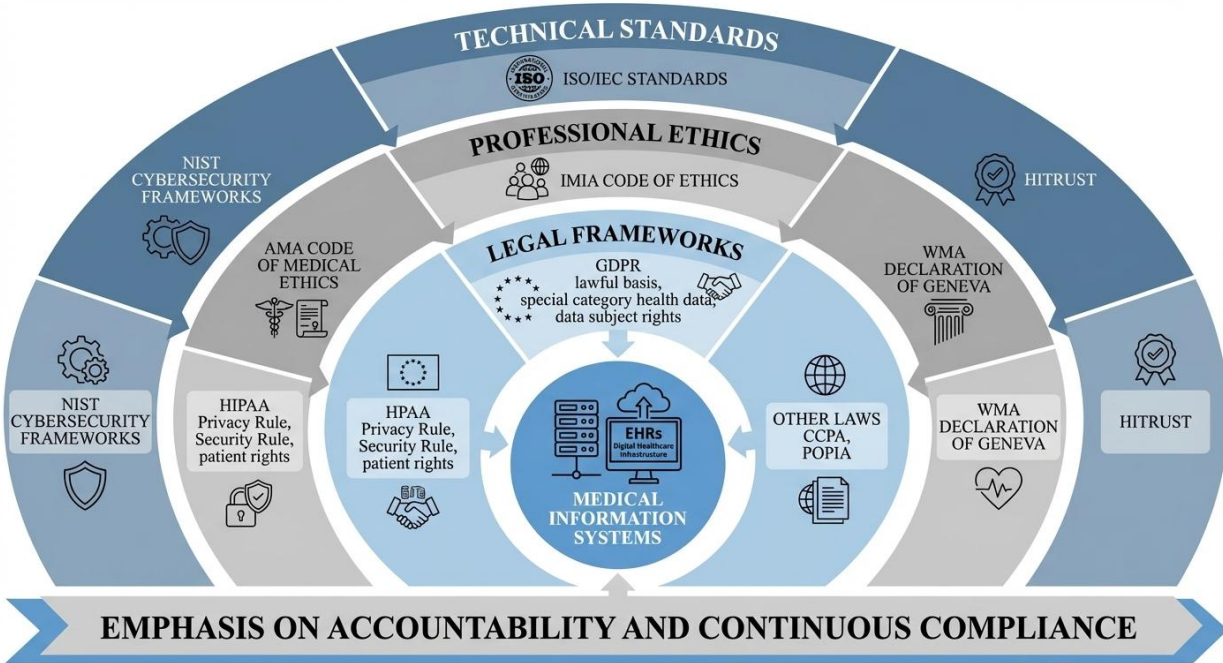 TECHNICAL STANDARDS
ISO
ISO/IEC STANDARDS
PROFESSIONAL ETHICS
IMIA CODE OF ETHICS
NIST
CYBERSECURITY
FRAMEWORKS
HITRUST
LEGAL FRAMEWORKS
GDPR
lawful basis,
special category health data,
data subject rights
AMA CODE
OF MEDICAL
ETHICS
WMA
DECLARATION
OF GENEVA
NIST
CYBERSECURITY
FRAMEWORKS
HIPAA
Privacy Rule,
Security Rule,
patient rights
HPAA
Privacy Rule,
Security Rule,
patient rights
EHRs
Digital Healthcare
Infrastructure
MEDICAL
INFORMATION
SYSTEMS
OTHER LAWS
CCPA,
POPIA
WMA
DECLARATION
OF GENEVA
HITRUST
EMPHASIS ON ACCOUNTABILITY AND CONTINUOUS COMPLIANCE